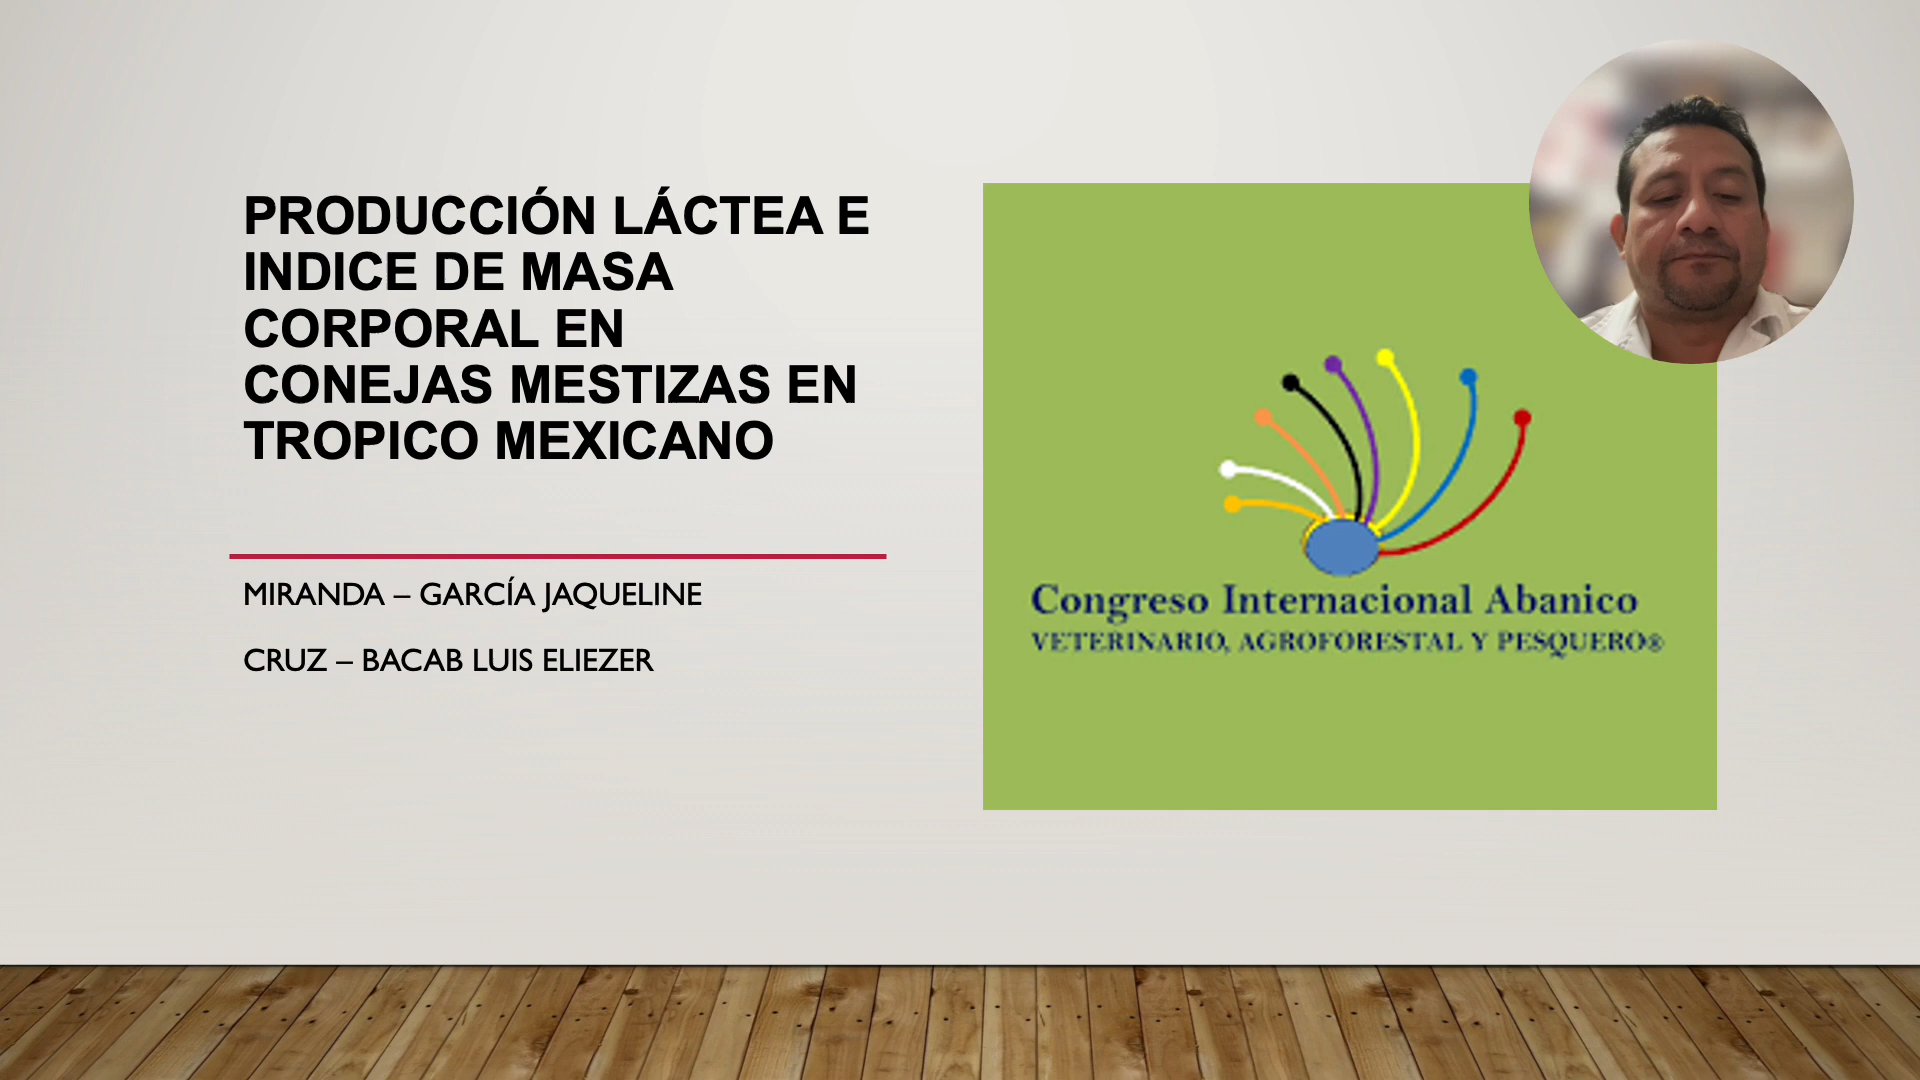 PRODUCCIÓN LÁCTEA E
INDICE DE MASA
CORPORAL EN
CONEJAS MESTIZAS EN
TROPICO MEXICANO
MIRANDA – GARCÍA JAQUELINE
CRUZ – BACAB LUIS ELIEZER
Congreso Internacional Abanico
VETERINARIO, AGROFORESTAL Y PESQUERO®